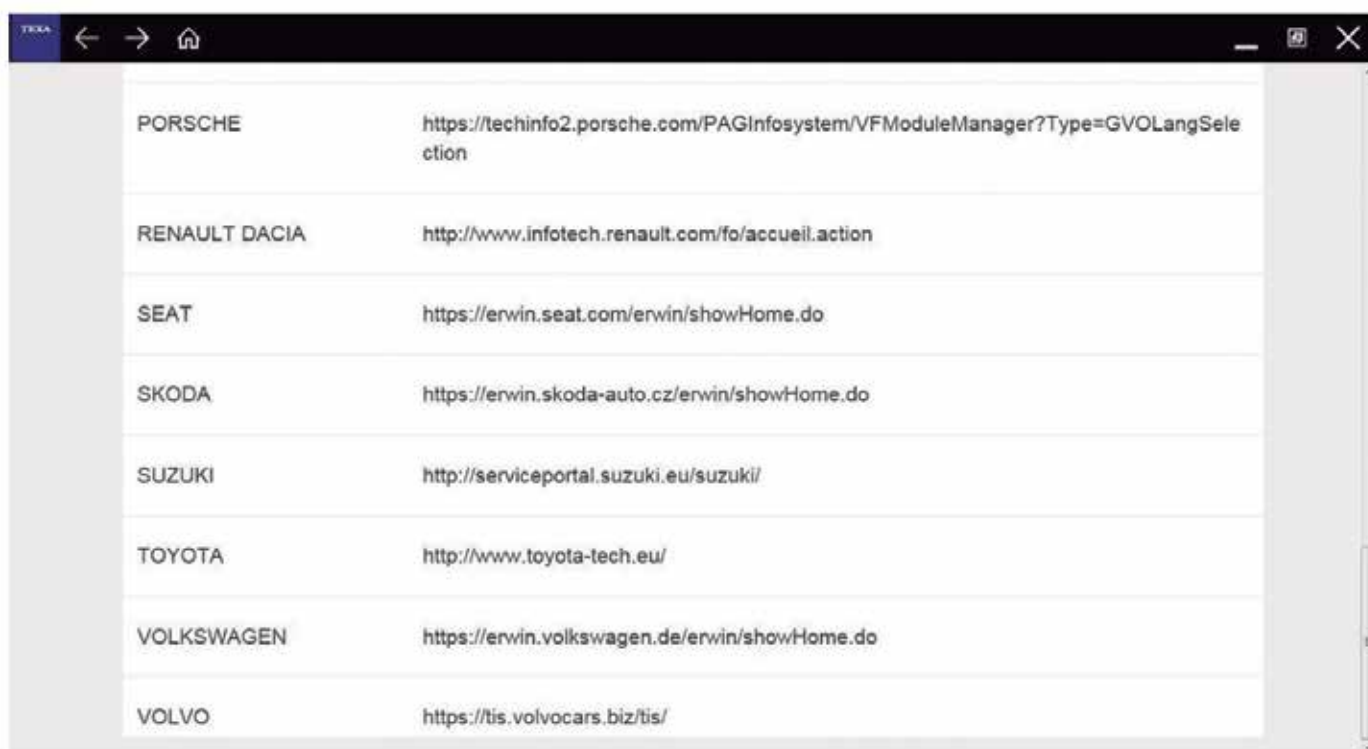 TEXA
PORSCHE https://techinfo2.porsche.com/PAGInfosystem/VFModuleManager?Type=GVOLangSele
ction
RENAULT DACIA http://www.infotech.renault.com/fo/accueil.action
SEAT https://erwin.seat.com/erwin/showHome.do
SKODA https://erwin.skoda-auto.cz/erwin/showHome.do
SUZUKI http://serviceportal.suzuki.eu/suzuki/
TOYOTA http://www.toyota-tech.eu/
VOLKSWAGEN https://erwin.volkswagen.de/erwin/showHome.do
VOLVO https://tis.volvocars.biz/tis/